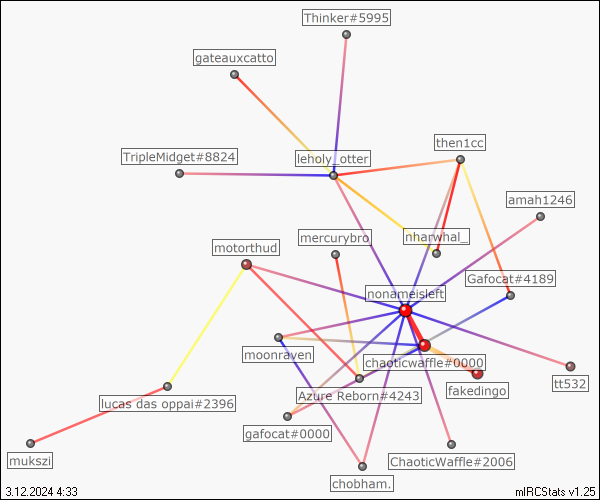 Thinker#5995
gateauxcatto
then1cc
TripleMidget#8824
leholy_otter
amah1246
mercurybro
nharwhal_
motorthud
Gafocat#4189
nonameisleft
moonraven
chaoticwaffle#0000
tt532
fakedingo
Azure Reborn#4243
lucas das oppai#2396
gafocat#0000
mukszi
ChaoticWaffle#2006
chobham.
3.12.2024 4:33
mIRCStats v1.25